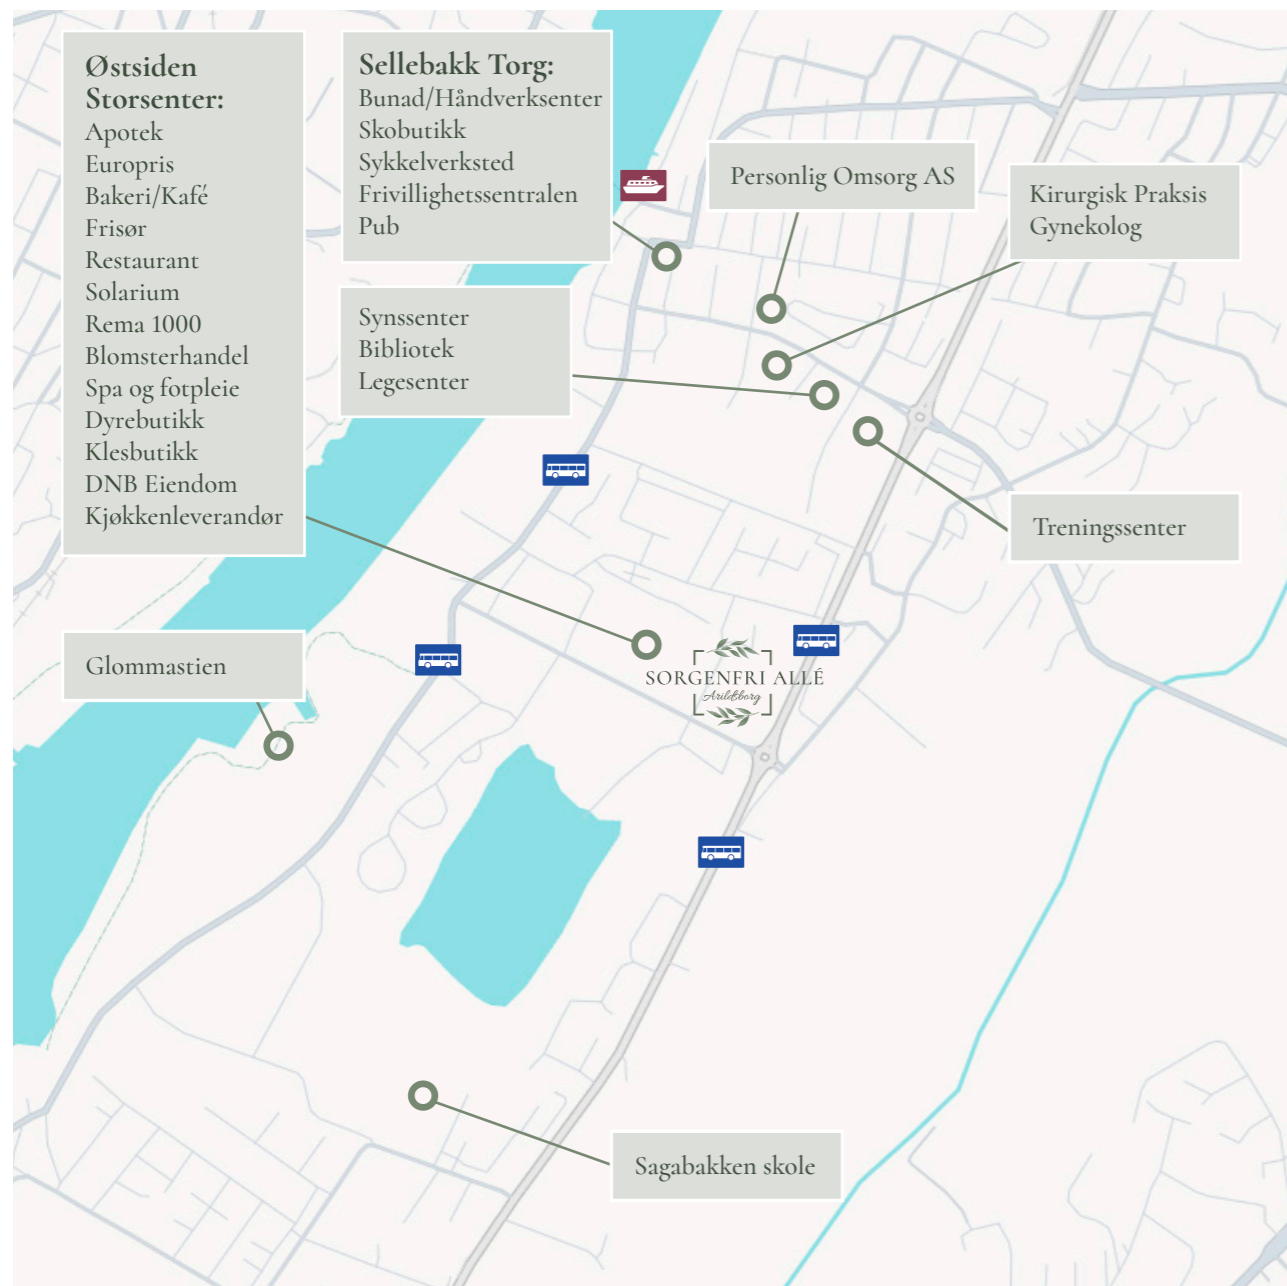 Østsiden
Storsenter:
Apotek
Europris
Bakeri/Kafé
Frisør
Restaurant
Solarium
Rema 1000
Blomsterhandel
Spa og fotpleie
Dyrebutikk
Klesbutikk
DNB Eiendom
Kjøkkenleverandør
Sellebakk Torg:
Bunad/Håndverksenter
Skobutikk
Sykkelverksted
Frivillighetssentralen
Pub
Personlig Omsorg AS
Kirurgisk Praksis
Gynekolog
Synssenter
Bibliotek
Legesenter
Treningssenter
Glommastien
SORGENFRI ALLÉ
Arildsborg
Sagabakken skole